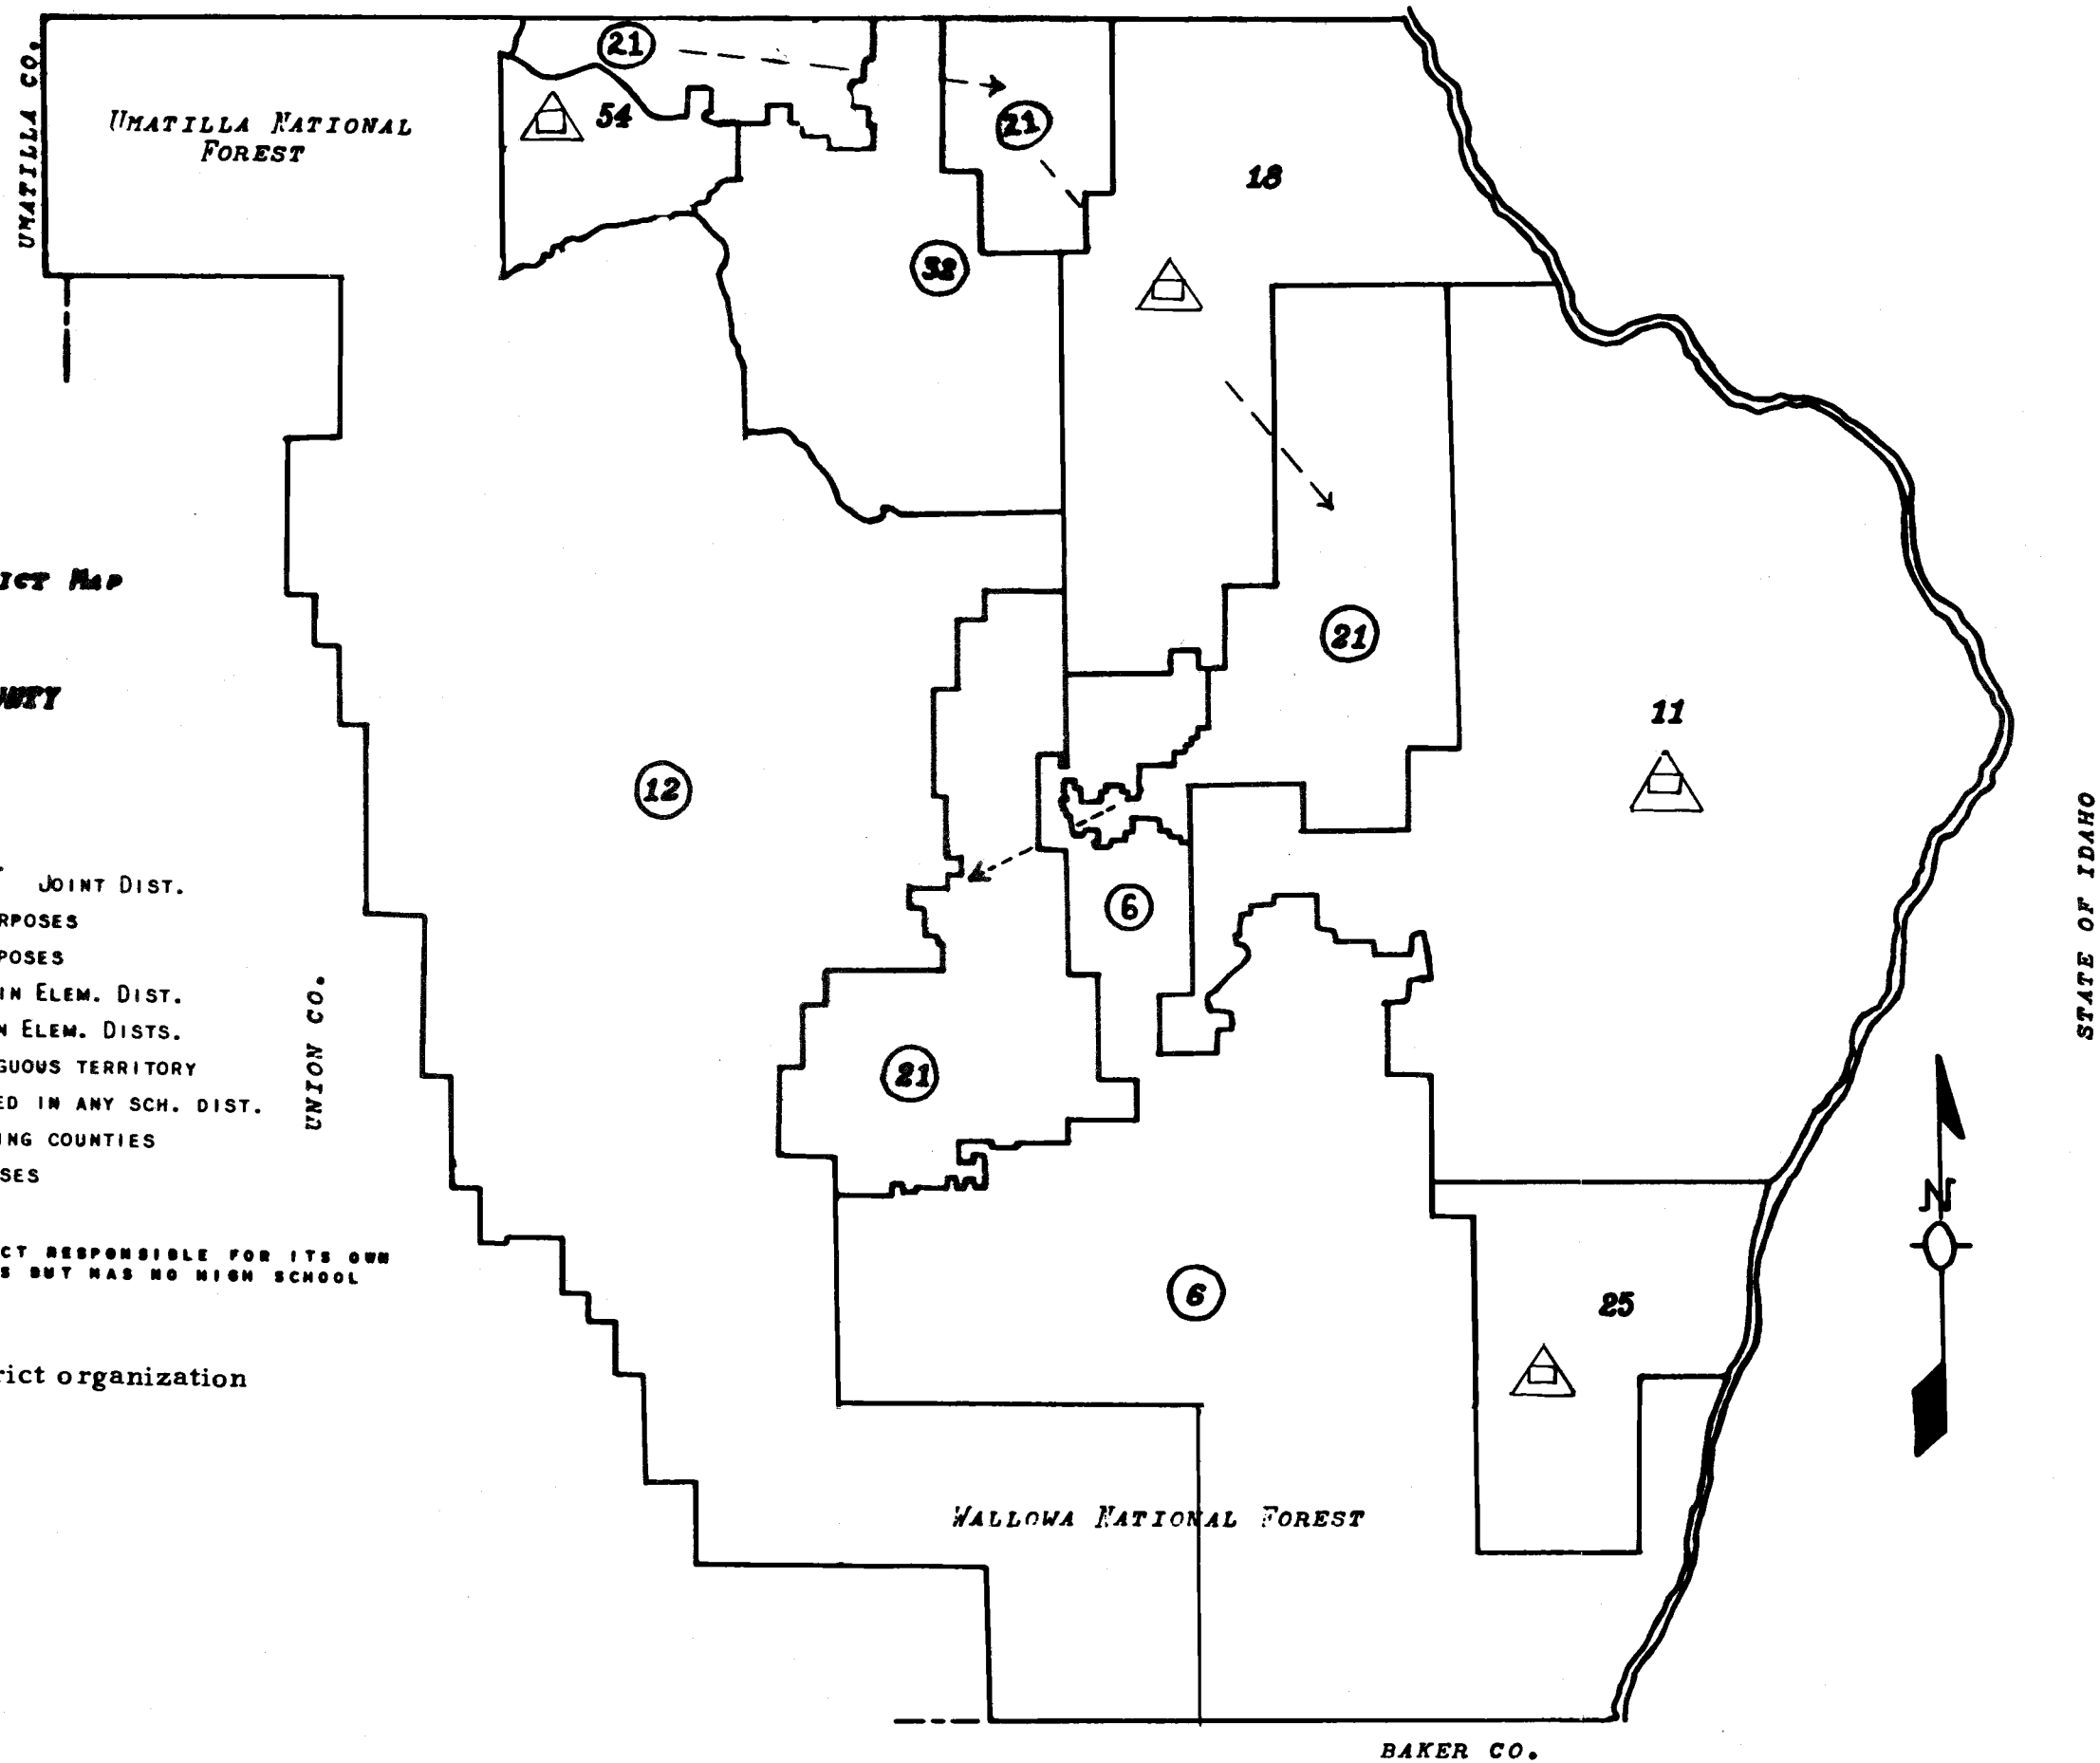 UMATILLA CO.
UMATILLA NATIONAL
FOREST
21
54
21
18
32
ICT MAP
UNTY
21
11
12
JOINT DIST.
RPOSES
POSES
IN ELEM. DIST.
N ELEM. DISTS.
GUOUS TERRITORY
ED IN ANY SCH. DIST.
ING COUNTIES
SES
UNION CO.
6
21
STATE OF IDAHO
N
CT RESPONSIBLE FOR ITS OWN
S BUT HAS NO HIGH SCHOOL
6
25
rict organization
WALLOWA NATIONAL FOREST
BAKER CO.